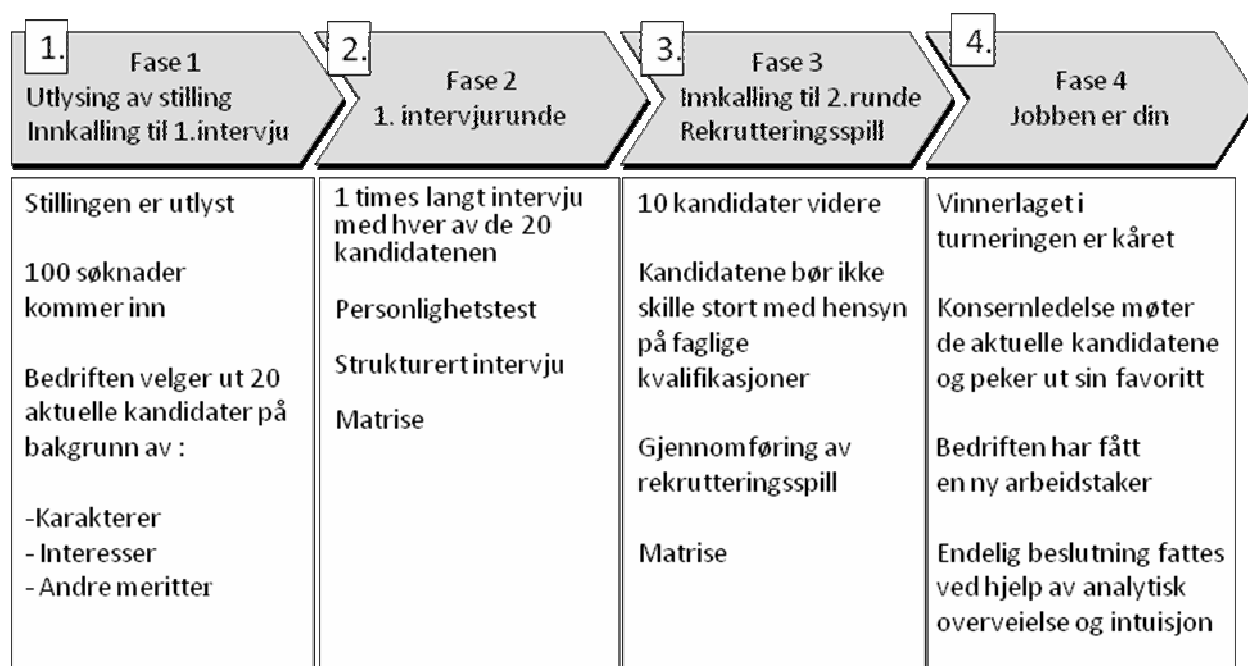 1.
Fase 1
Utlysing av stilling
Innkalling til 1.intervju
2.
Fase 2
1. intervjurunde
3.
Fase 3
Innkalling til 2.runde
Rekrutteringsspill
4.
Fase 4
Jobben er din
Stillingen er utlyst
100 søknader
kommer inn
Bedriften velger ut 20
aktuelle kandidater på
bakgrunn av :
-Karakterer
- Interesser
- Andre meritter
1 times langt intervju
med hver av de 20
kandidatenen
Personlighetstest
Strukturert intervju
Matrise
10 kandidater videre
Kandidatene bør ikke
skille stort med hensyn
på faglige
kvalifikasjoner
Gjennomføring av
rekrutteringsspill
Matrise
Vinnerlaget i
turneringen er kåret
Konsernledelse møter
de aktuelle kandidatene
og peker ut sin favoritt
Bedriften har fått
en ny arbeidstaker
Endelig beslutning fattes
ved hjelp av analytisk
overveielse og intuisjon